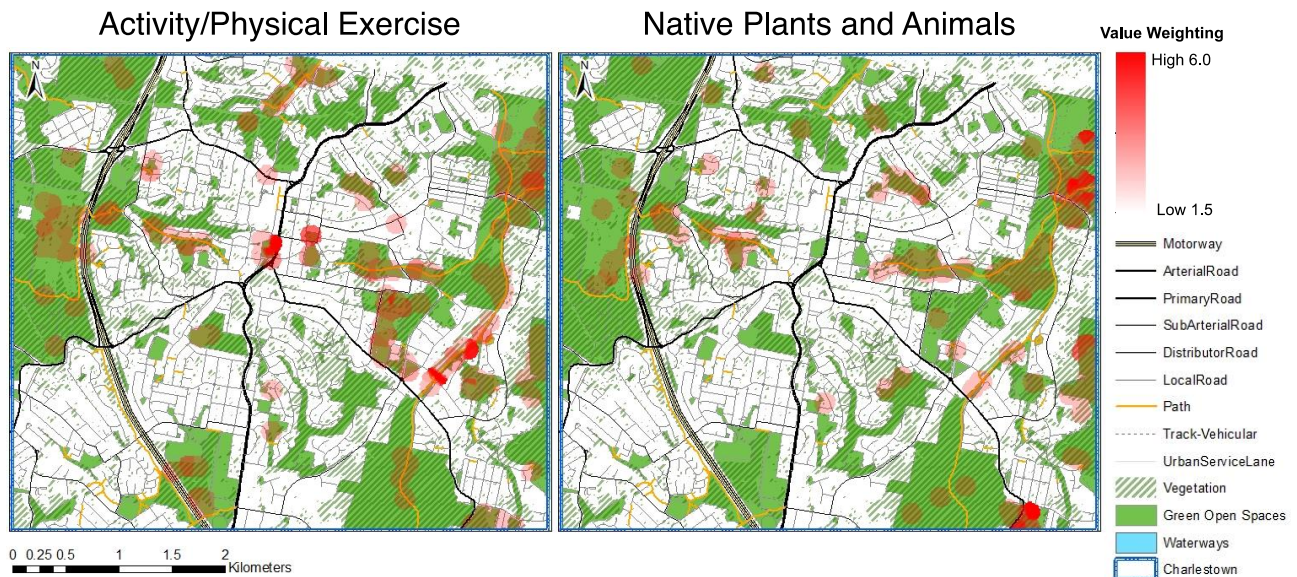 Activity/Physical Exercise
Native Plants and Animals
Value Weighting
High 6.0
Low 1.5
N
N
Motorway
ArterialRoad
PrimaryRoad
SubArterialRoad
DistributorRoad
LocalRoad
Path
Track-Vehicular
UrbanServiceLane
Vegetation
Green Open Spaces
Waterways
Charlestown
0 0.25 0.5 1 1.5 2
Kilometers